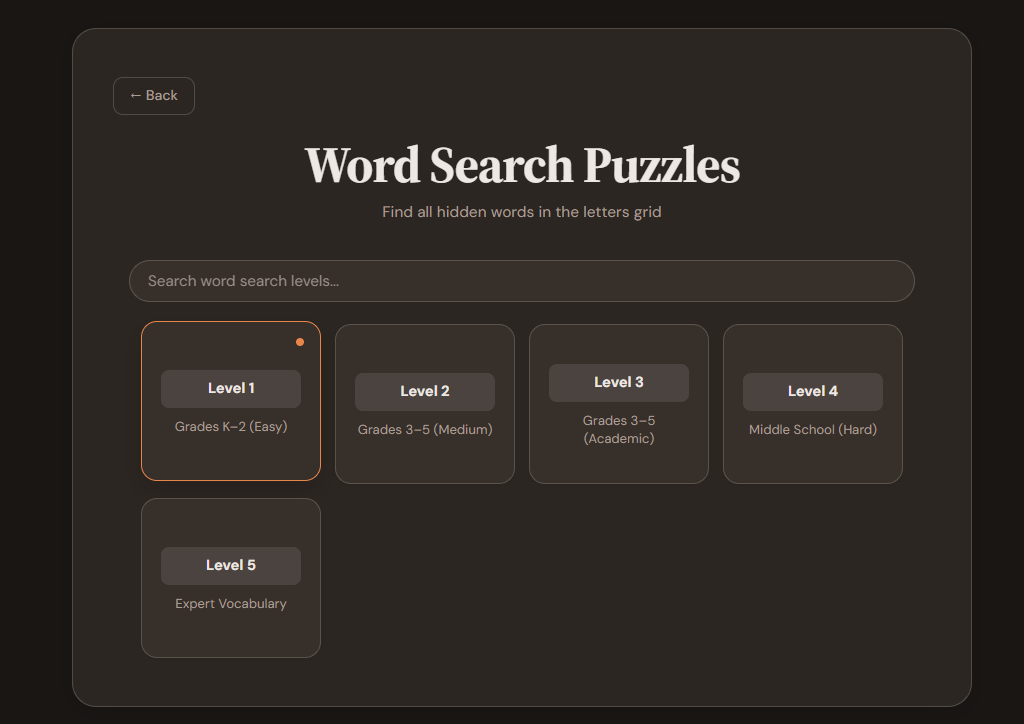 ← Back
Word Search Puzzles
Find all hidden words in the letters grid
Search word search levels...
Level 1
Grades K–2 (Easy)
Level 2
Grades 3–5 (Medium)
Level 3
Grades 3–5
(Academic)
Level 4
Middle School (Hard)
Level 5
Expert Vocabulary